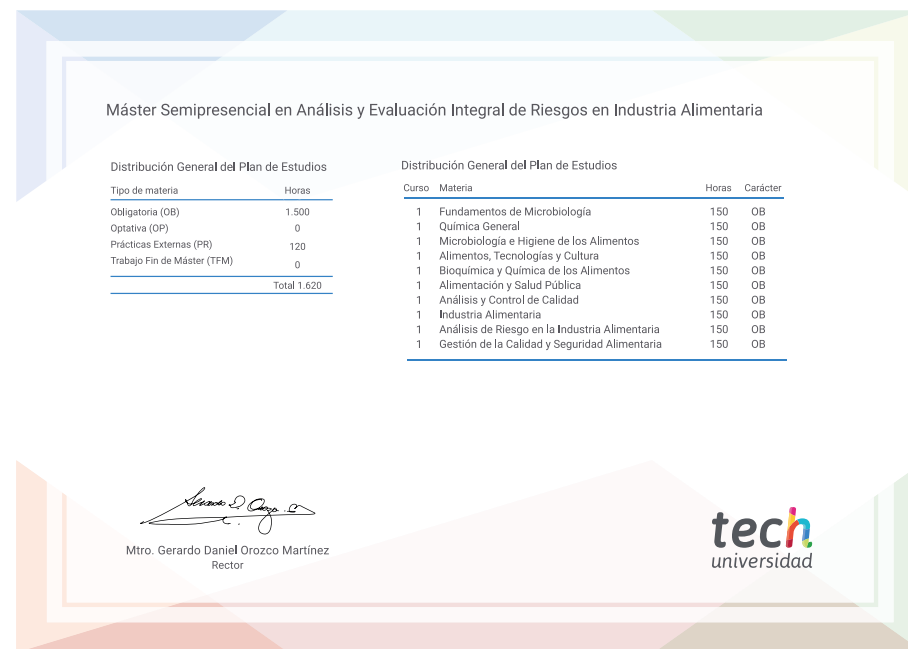 Máster Semipresencial en Análisis y Evaluación Integral de Riesgos en Industria Alimentaria
Distribución General del Plan de Estudios
Tipo de materia Horas
Obligatoria (OB) 1.500
Optativa (OP) 0
Prácticas Externas (PR) 120
Trabajo Fin de Máster (TFM) 0
Total 1.620
Distribución General del Plan de Estudios
Curso Materia Horas Carácter
1 Fundamentos de Microbiología 150 OB
1 Química General 150 OB
1 Microbiología e Higiene de los Alimentos 150 OB
1 Alimentos, Tecnologías y Cultura 150 OB
1 Bioquímica y Química de los Alimentos 150 OB
1 Alimentación y Salud Pública 150 OB
1 Análisis y Control de Calidad 150 OB
1 Industria Alimentaria 150 OB
1 Análisis de Riesgo en la Industria Alimentaria 150 OB
1 Gestión de la Calidad y Seguridad Alimentaria 150 OB
Mtro. Gerardo Daniel Orozco Martínez
Rector
tech
universidad